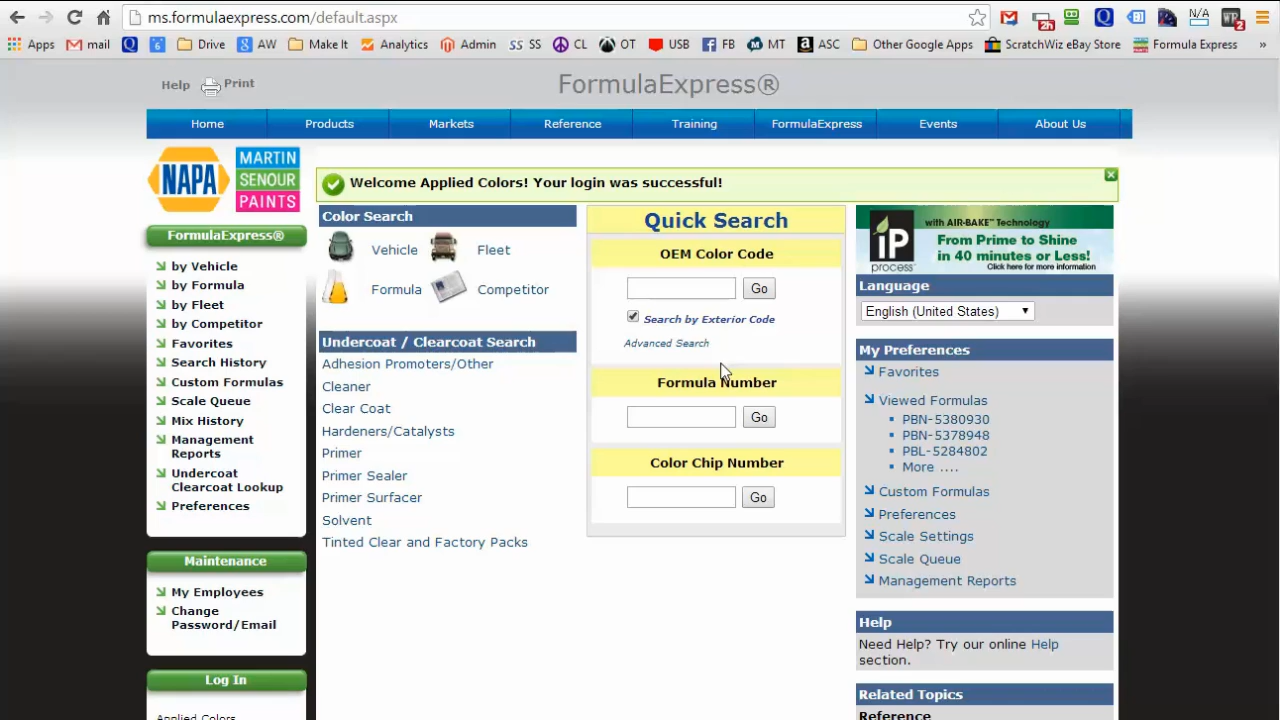 ms.formulaexpress.com/default.aspx
2h
N/A
2
Apps mail 6 Drive AW Make It Analytics Admin SS SS CL OT USB FB MT ASC Other Google Apps ScratchWiz eBay Store Formula Express »
Help Print
FormulaExpress®
Home Products Markets Reference Training FormulaExpress Events About Us
NAPA
MARTIN
SENOUR
PAINTS
Welcome Applied Colors! Your login was successful!
FormulaExpress®
by Vehicle
by Formula
by Fleet
by Competitor
Favorites
Search History
Custom Formulas
Scale Queue
Mix History
Management
Reports
Undercoat
Clearcoat Lookup
Preferences
Maintenance
My Employees
Change
Password/Email
Log In
Applied Colors
Color Search
Vehicle Fleet
Formula Competitor
Undercoat / Clearcoat Search
Adhesion Promoters/Other
Cleaner
Clear Coat
Hardeners/Catalysts
Primer
Primer Sealer
Primer Surfacer
Solvent
Tinted Clear and Factory Packs
Quick Search
OEM Color Code
Go
Search by Exterior Code
Advanced Search
Formula Number
Go
Color Chip Number
Go
iP
process
with AIR-BAKE™ Technology
From Prime to Shine
in 40 minutes or Less!
Click here for more information
Language
English (United States)
My Preferences
Favorites
Viewed Formulas
PBN-5380930
PBN-5378948
PBL-5284802
More ....
Custom Formulas
Preferences
Scale Settings
Scale Queue
Management Reports
Help
Need Help? Try our online Help
section.
Related Topics
Reference